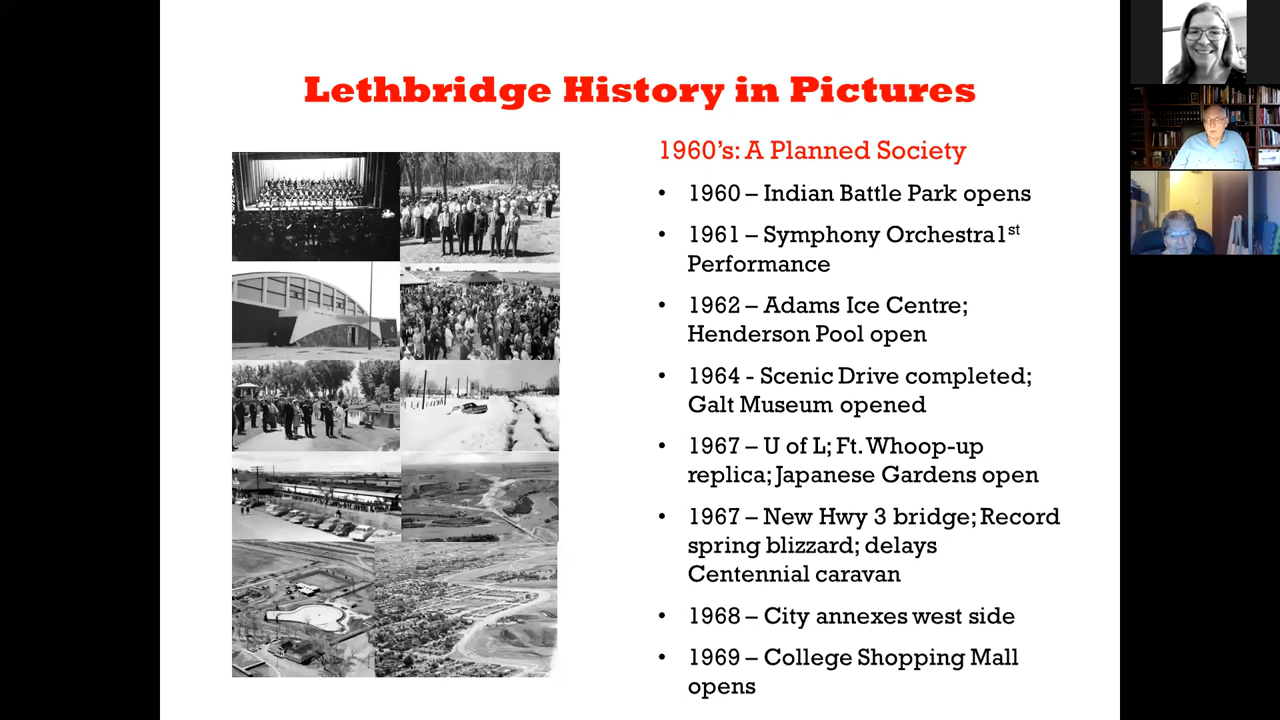 Lethbridge History in Pictures
1960’s: A Planned Society
• 1960 – Indian Battle Park opens
• 1961 – Symphony Orchestra1st
Performance
• 1962 – Adams Ice Centre;
Henderson Pool open
• 1964 - Scenic Drive completed;
Galt Museum opened
• 1967 – U of L; Ft. Whoop-up
replica; Japanese Gardens open
• 1967 – New Hwy 3 bridge; Record
spring blizzard; delays
Centennial caravan
• 1968 – City annexes west side
• 1969 – College Shopping Mall
opens